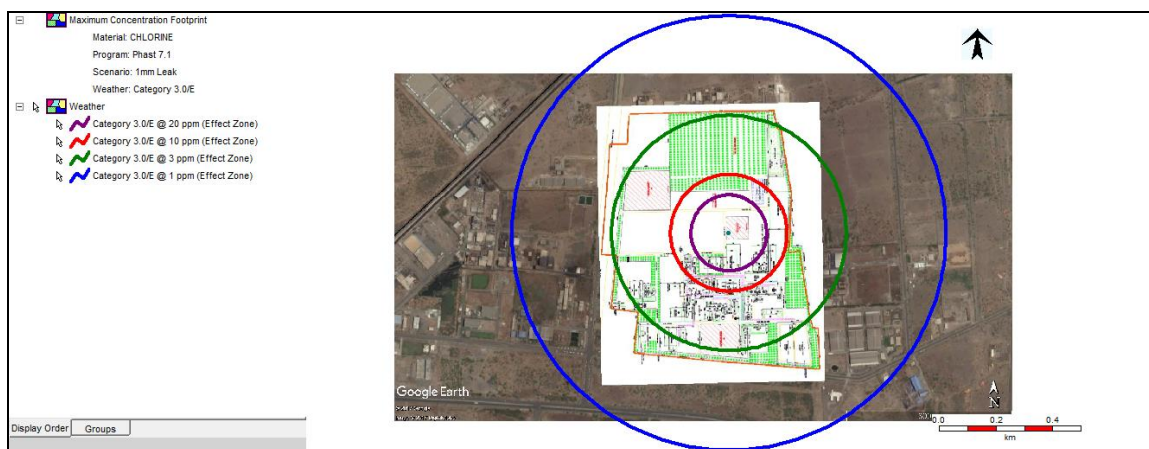 Maximum Concentration Footprint
Material: CHLORINE
Program: Phast 7.1
Scenario: 1mm Leak
Weather: Category 3.0/E
Weather
Category 3.0/E @ 20 ppm (Effect Zone)
Category 3.0/E @ 10 ppm (Effect Zone)
Category 3.0/E @ 3 ppm (Effect Zone)
Category 3.0/E @ 1 ppm (Effect Zone)
Google Earth
N
0.0 0.2 0.4
km
Display Order Groups